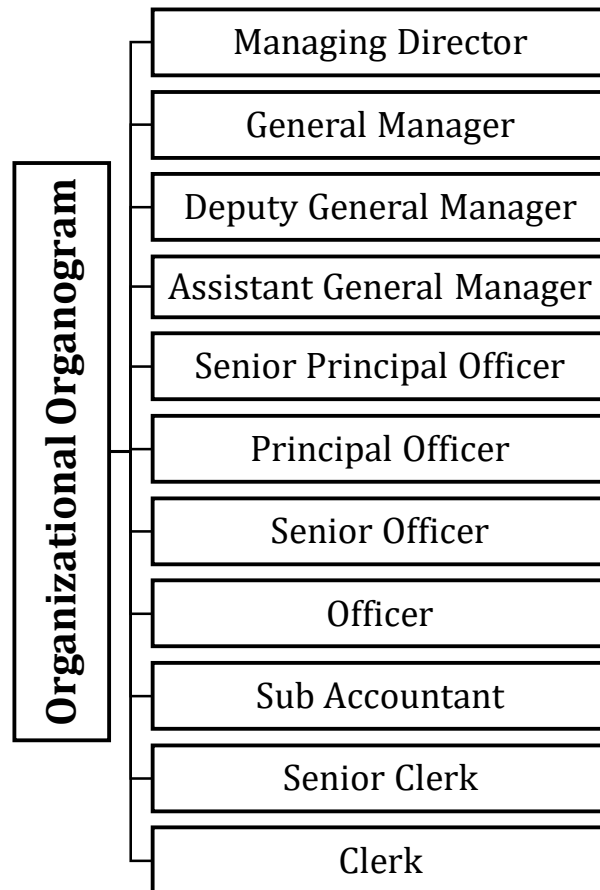 Organizational Organogram
Managing Director
General Manager
Deputy General Manager
Assistant General Manager
Senior Principal Officer
Principal Officer
Senior Officer
Officer
Sub Accountant
Senior Clerk
Clerk